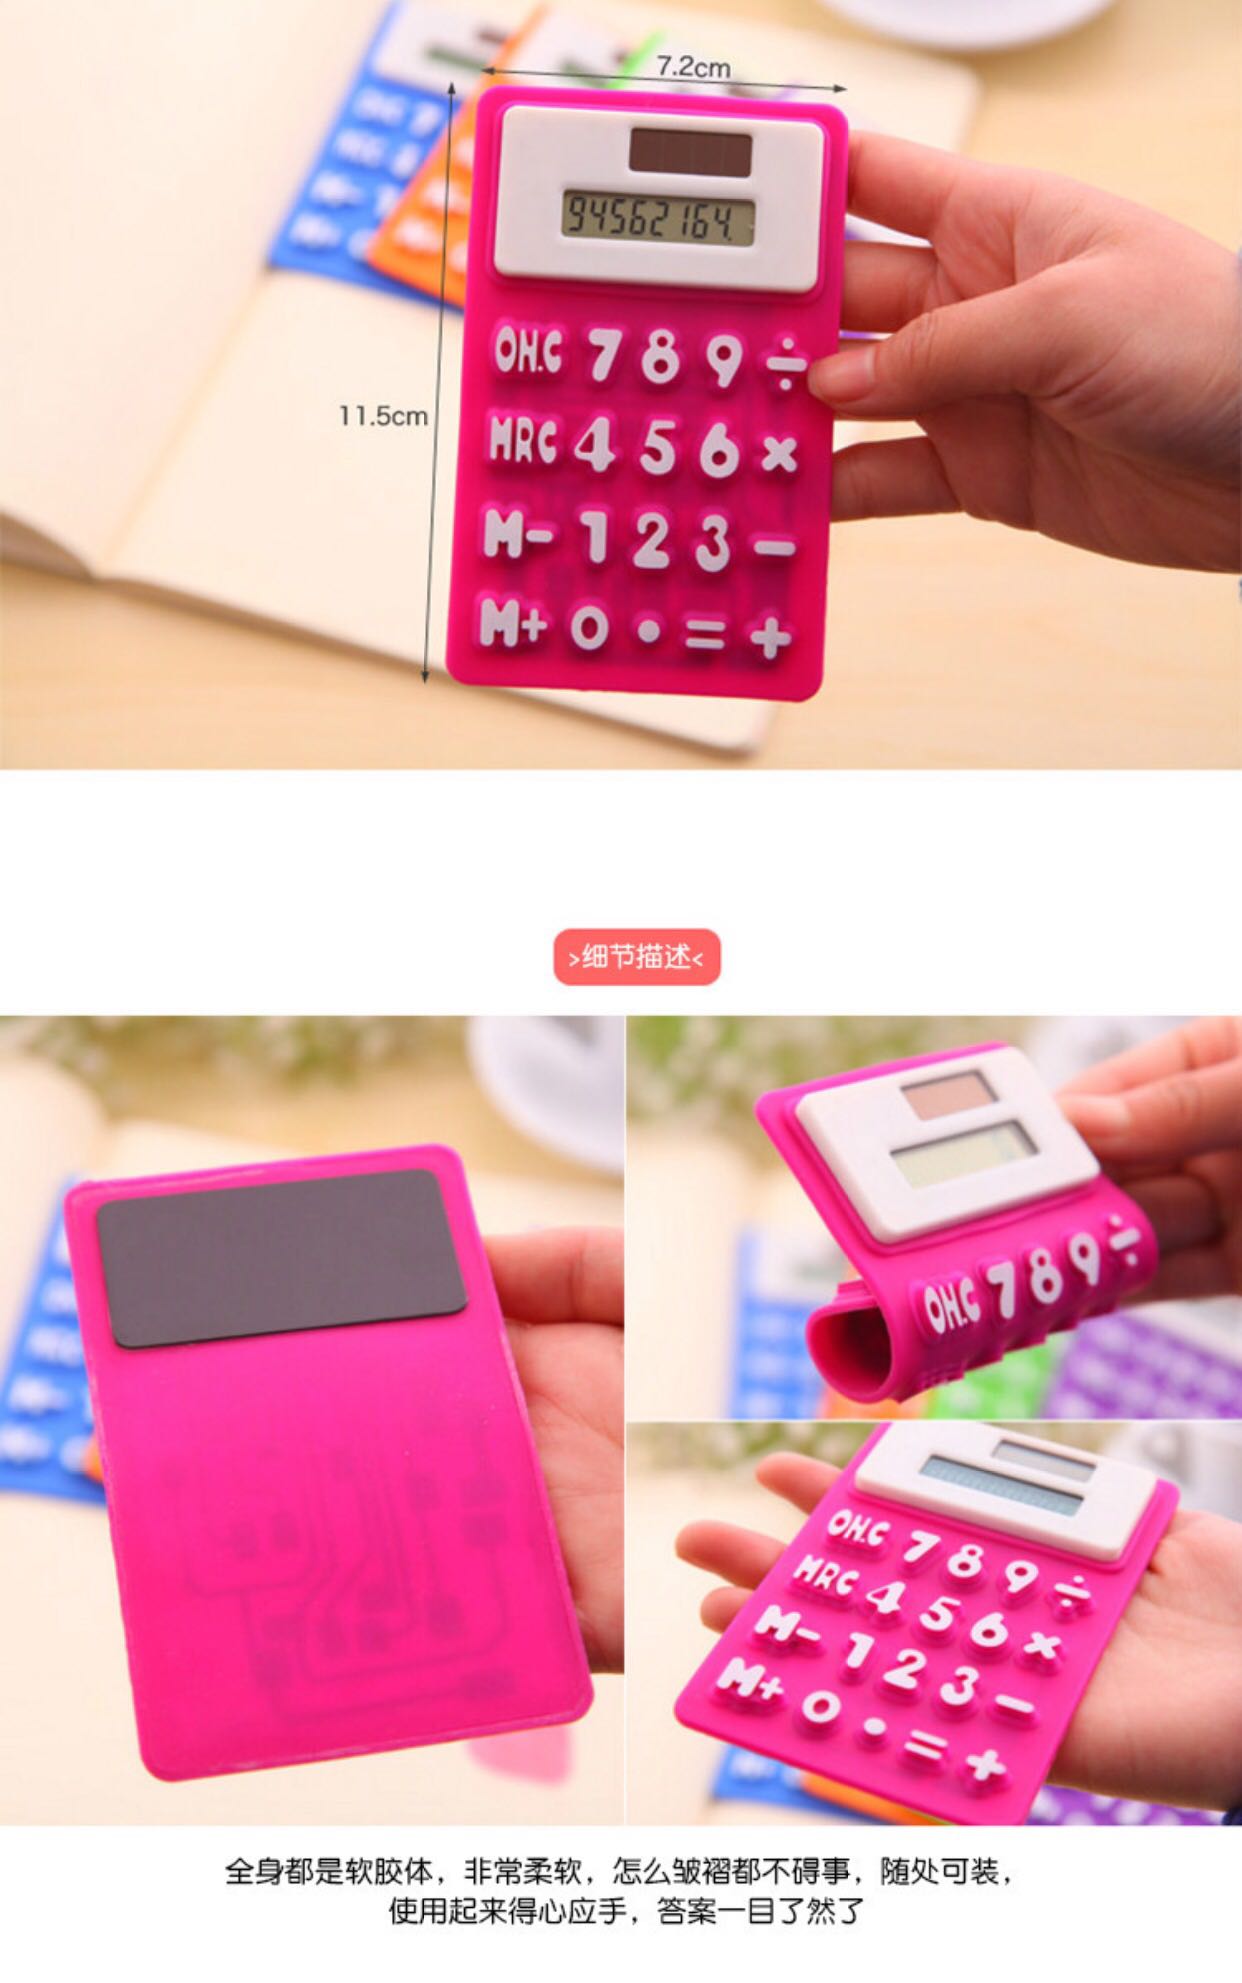 7.2cm
94562164.
11.5cm
OH.C 7 8 9 ÷
MRC 4 5 6 ×
M- 1 2 3 -
M+ 0 . = +
>细节描述<
OH.C 7 8 9 ÷
OH.C 7 8 9 ÷
MRC 4 5 6 ×
M- 1 2 3 -
M+ 0 . = +
全身都是软胶体，非常柔软，怎么皱褶都不碍事，随处可装，
使用起来得心应手，答案一目了然了